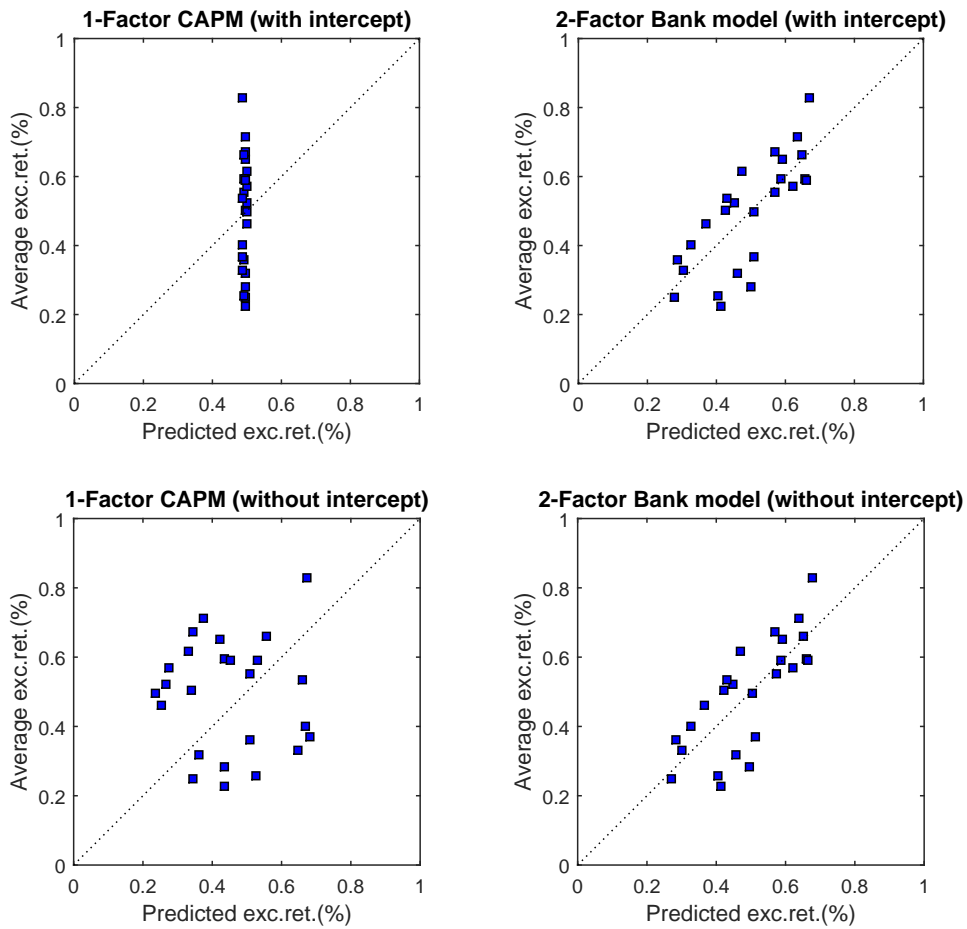 1-Factor CAPM (with intercept)
1
0.8
0.6
0.4
0.2
0
Average exc.ret.(%)
0 0.2 0.4 0.6 0.8 1
Predicted exc.ret.(%)
2-Factor Bank model (with intercept)
1
0.8
0.6
0.4
0.2
0
Average exc.ret.(%)
0 0.2 0.4 0.6 0.8 1
Predicted exc.ret.(%)
1-Factor CAPM (without intercept)
1
0.8
0.6
0.4
0.2
0
Average exc.ret.(%)
0 0.2 0.4 0.6 0.8 1
Predicted exc.ret.(%)
2-Factor Bank model (without intercept)
1
0.8
0.6
0.4
0.2
0
Average exc.ret.(%)
0 0.2 0.4 0.6 0.8 1
Predicted exc.ret.(%)